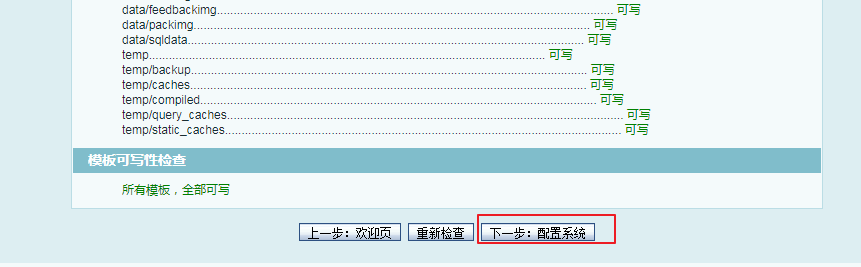 data/feedbackimg........................................................................................................................ 可写
data/packimg........................................................................................................................ 可写
data/sqldata........................................................................................................................ 可写
temp................................................................................................................................ 可写
temp/backup........................................................................................................................ 可写
temp/caches........................................................................................................................ 可写
temp/compiled........................................................................................................................ 可写
temp/query_caches........................................................................................................................ 可写
temp/static_caches........................................................................................................................ 可写
模板可写性检查
所有模板，全部可写
上一步：欢迎页 重新检查 下一步：配置系统